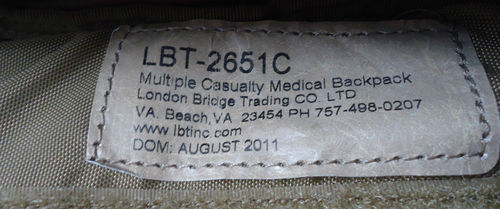 LBT-2651C
Multiple Casualty Medical Backpack
London Bridge Trading CO. LTD
VA. Beach,VA. 23454 PH 757-498-0207
www.lbtinc.com
DOM: AUGUST 2011